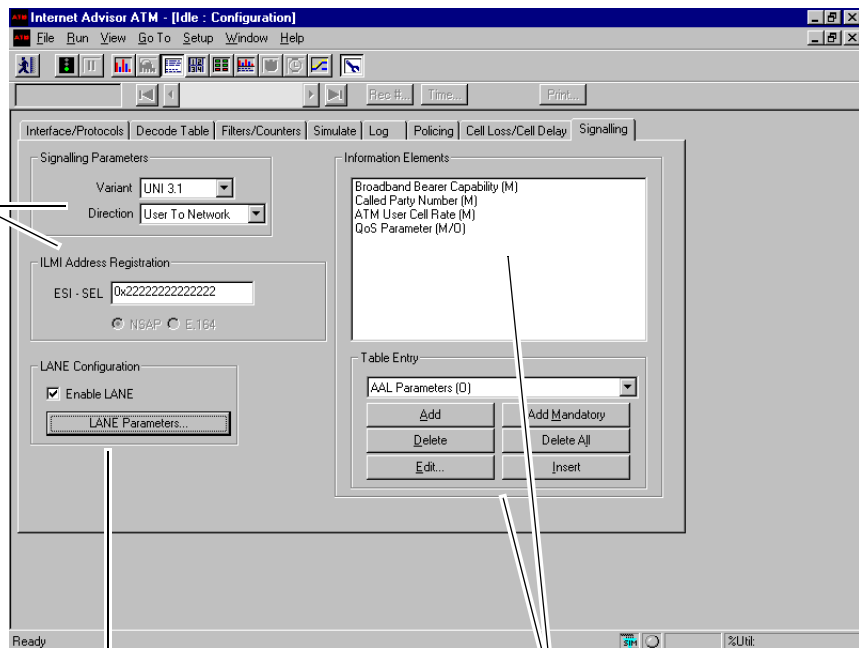 Internet Advisor ATM - [Idle : Configuration]
File Run View Go To Setup Window Help
Rec #... Time... Print...
Interface/Protocols Decode Table Filters/Counters Simulate Log Policing Cell Loss/Cell Delay Signalling
Signalling Parameters
Variant UNI 3.1
Direction User To Network
ILMI Address Registration
ESI - SEL 0x22222222222222
NSAP E.164
LANE Configuration
Enable LANE
LANE Parameters...
Information Elements
Broadband Bearer Capability (M)
Called Party Number (M)
ATM User Cell Rate (M)
QoS Parameter (M/O)
Table Entry
AAL Parameters (O)
Add Add Mandatory
Delete Delete All
Edit... Insert
Ready SIM %Util: